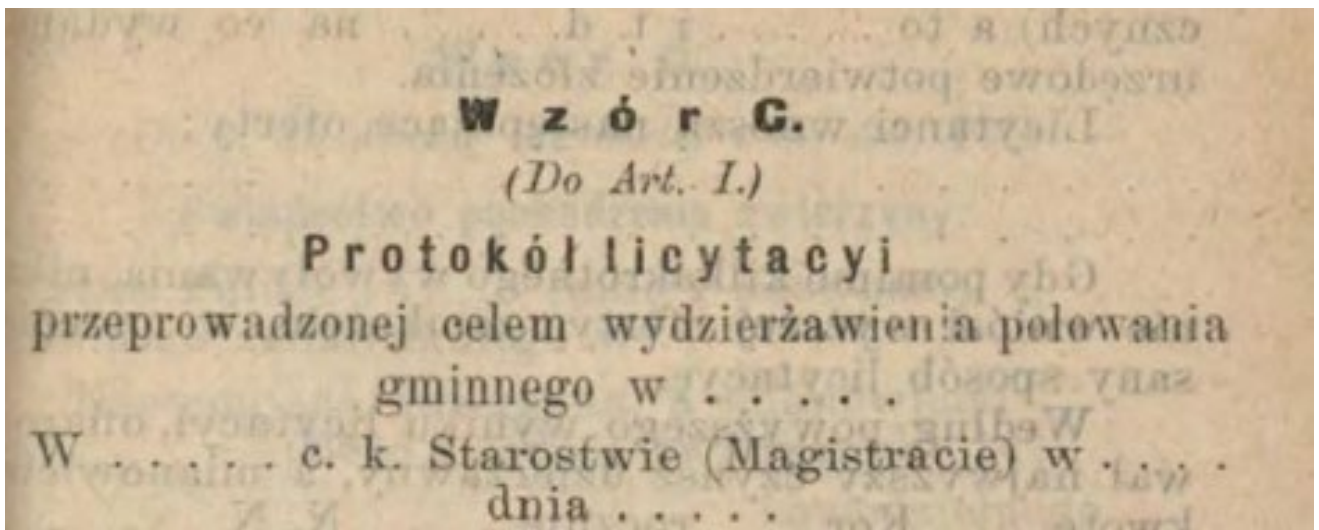 Wzór C.
(Do Art. I.)
Protokół licytacyi
przeprowadzonej celem wydzierżawienia polowania
gminnego w . . . . .
W . . . . . . c. k. Starostwie (Magistracie) w . . . .
dnia . . . . .